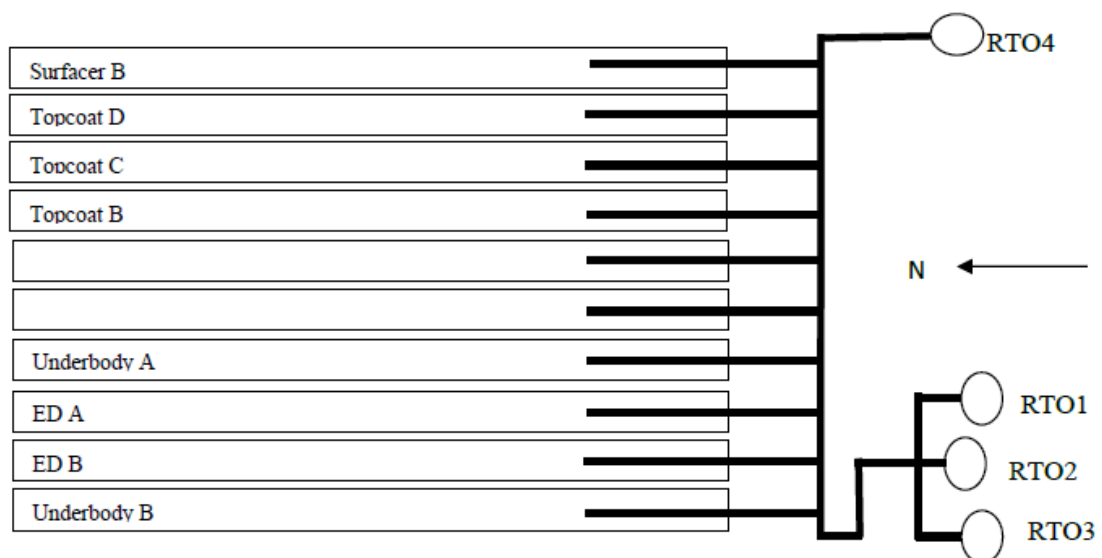 RTO4
Surfacer B
Topcoat D
Topcoat C
Topcoat B
N
Underbody A
RTO1
ED A
ED B
RTO2
Underbody B
RTO3